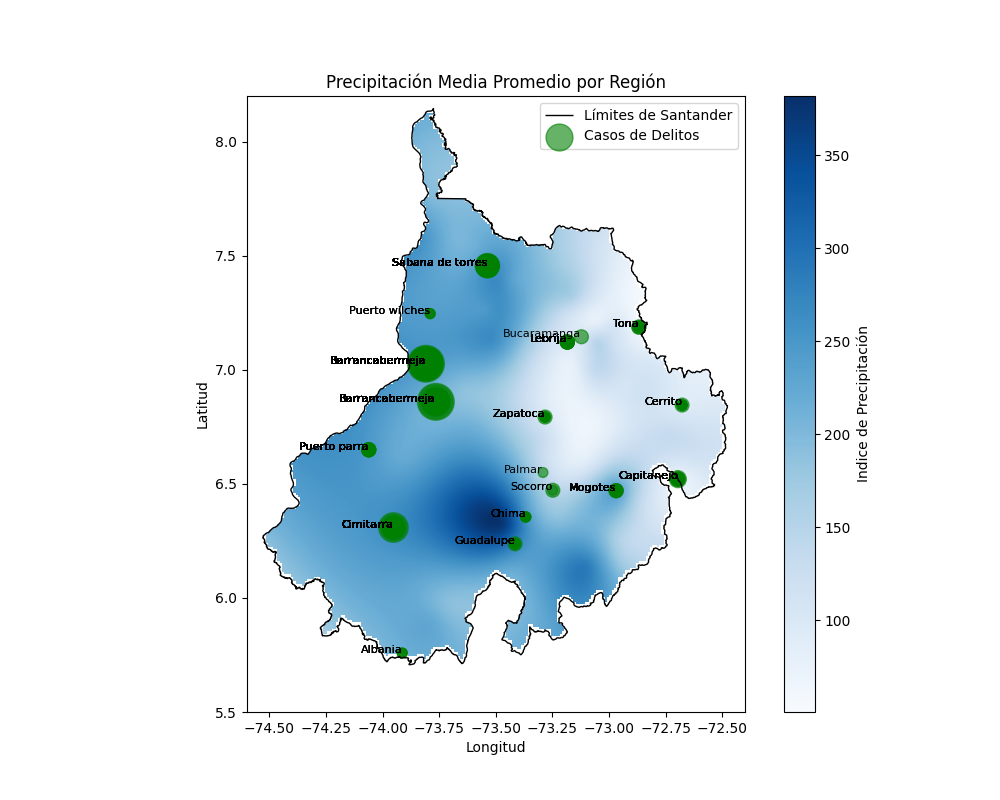 Precipitación Media Promedio por Región
Límites de Santander
Casos de Delitos
8.0
7.5
7.0
6.5
6.0
5.5
Latitud
Sabana de torres
Puerto wilches
Tona
Bucaramanga
Lebrija
Barrancabermeja
Barrancabermeja
Cerrito
Zapatoca
Puerto parra
Palmar
Capitanejo
Socorro
Mogotes
Chima
Cimitarra
Guadalupe
Albania
−74.50 −74.25 −74.00 −73.75 −73.50 −73.25 −73.00 −72.75 −72.50
Longitud
350
300
250
200
150
100
Indice de Precipitación